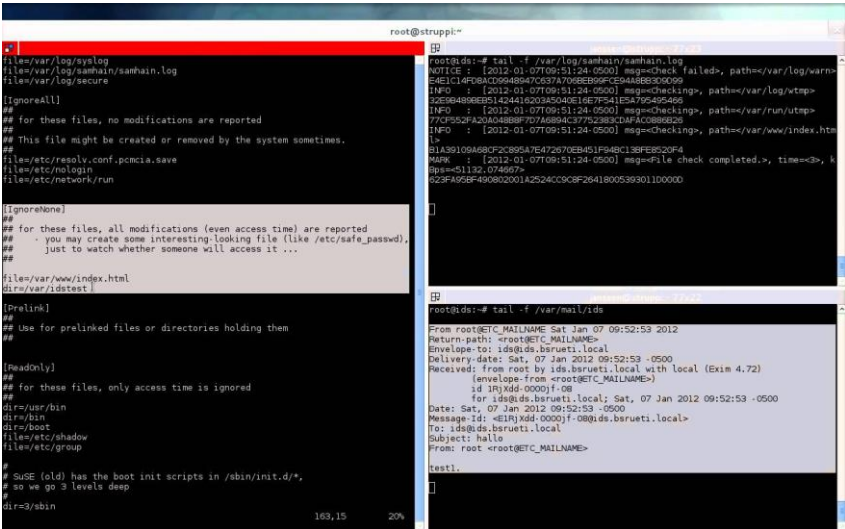 root@struppi:~
file=/var/log/syslog
file=/var/log/samhain/samhain.log
file=/var/log/secure
[IgnoreAll]
##
## for these files, no modifications are reported
##
## This file might be created or removed by the system sometimes.
##
file=/etc/resolv.conf.pcmcia.save
file=/etc/nologin
file=/etc/network/run
[IgnoreNone]
##
## for these files, all modifications (even access time) are reported
##    - you may create some interesting-looking file (like /etc/safe_passwd),
##      just to watch whether someone will access it ...
##
file=/var/www/index.html
dir=/var/idstest
[Prelink]
##
## Use for prelinked files or directories holding them
##
[ReadOnly]
##
## for these files, only access time is ignored
##
dir=/usr/bin
dir=/bin
dir=/boot
file=/etc/shadow
file=/etc/group
#
# SuSE (old) has the boot init scripts in /sbin/init.d/*,
# so we go 3 levels deep
#
dir=3/sbin
163,15 20%
root@ids:~# tail -f /var/log/samhain/samhain.log
NOTICE :  [2012-01-07T09:51:24-0500] msg=<Check failed>, path=</var/log/warn>
INFO   :  [2012-01-07T09:51:24-0500] msg=<Checking>, path=</var/log/wtmp>
INFO   :  [2012-01-07T09:51:24-0500] msg=<Checking>, path=</var/run/utmp>
INFO   :  [2012-01-07T09:51:24-0500] msg=<Checking>, path=</var/www/index.htm
l>
MARK   :  [2012-01-07T09:51:24-0500] msg=<File check completed.>, time=<3>, k
Bps=<51132.074667>
root@ids:~# tail -f /var/mail/ids
From root@ETC_MAILNAME Sat Jan 07 09:52:53 2012
Return-path: <root@ETC_MAILNAME>
Envelope-to: ids@ids.bsrueti.local
Delivery-date: Sat, 07 Jan 2012 09:52:53 -0500
Received: from root by ids.bsrueti.local with local (Exim 4.72)
(envelope-from <root@ETC_MAILNAME>)
id 1RjXdd-0000jf-08
for ids@ids.bsrueti.local; Sat, 07 Jan 2012 09:52:53 -0500
Date: Sat, 07 Jan 2012 09:52:53 -0500
Message-Id: <E1RjXdd-0000jf-08@ids.bsrueti.local>
To: ids@ids.bsrueti.local
Subject: hallo
From: root <root@ETC_MAILNAME>
test1.